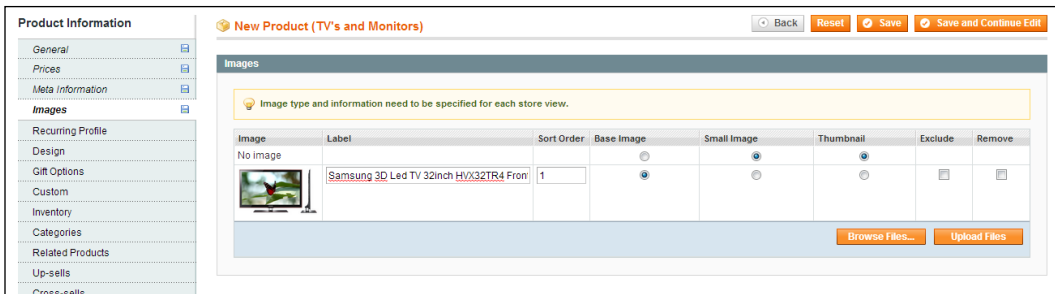 Product Information
General
Prices
Meta Information
Images
Recurring Profile
Design
Gift Options
Custom
Inventory
Categories
Related Products
Up-sells
Cross-sells
New Product (TV's and Monitors)
Back Reset Save Save and Continue Edit
Images
Image type and information need to be specified for each store view.
Image Label Sort Order Base Image Small Image Thumbnail Exclude Remove
No image
Samsung 3D Led TV 32inch HVX32TR4 Front 1
Browse Files... Upload Files